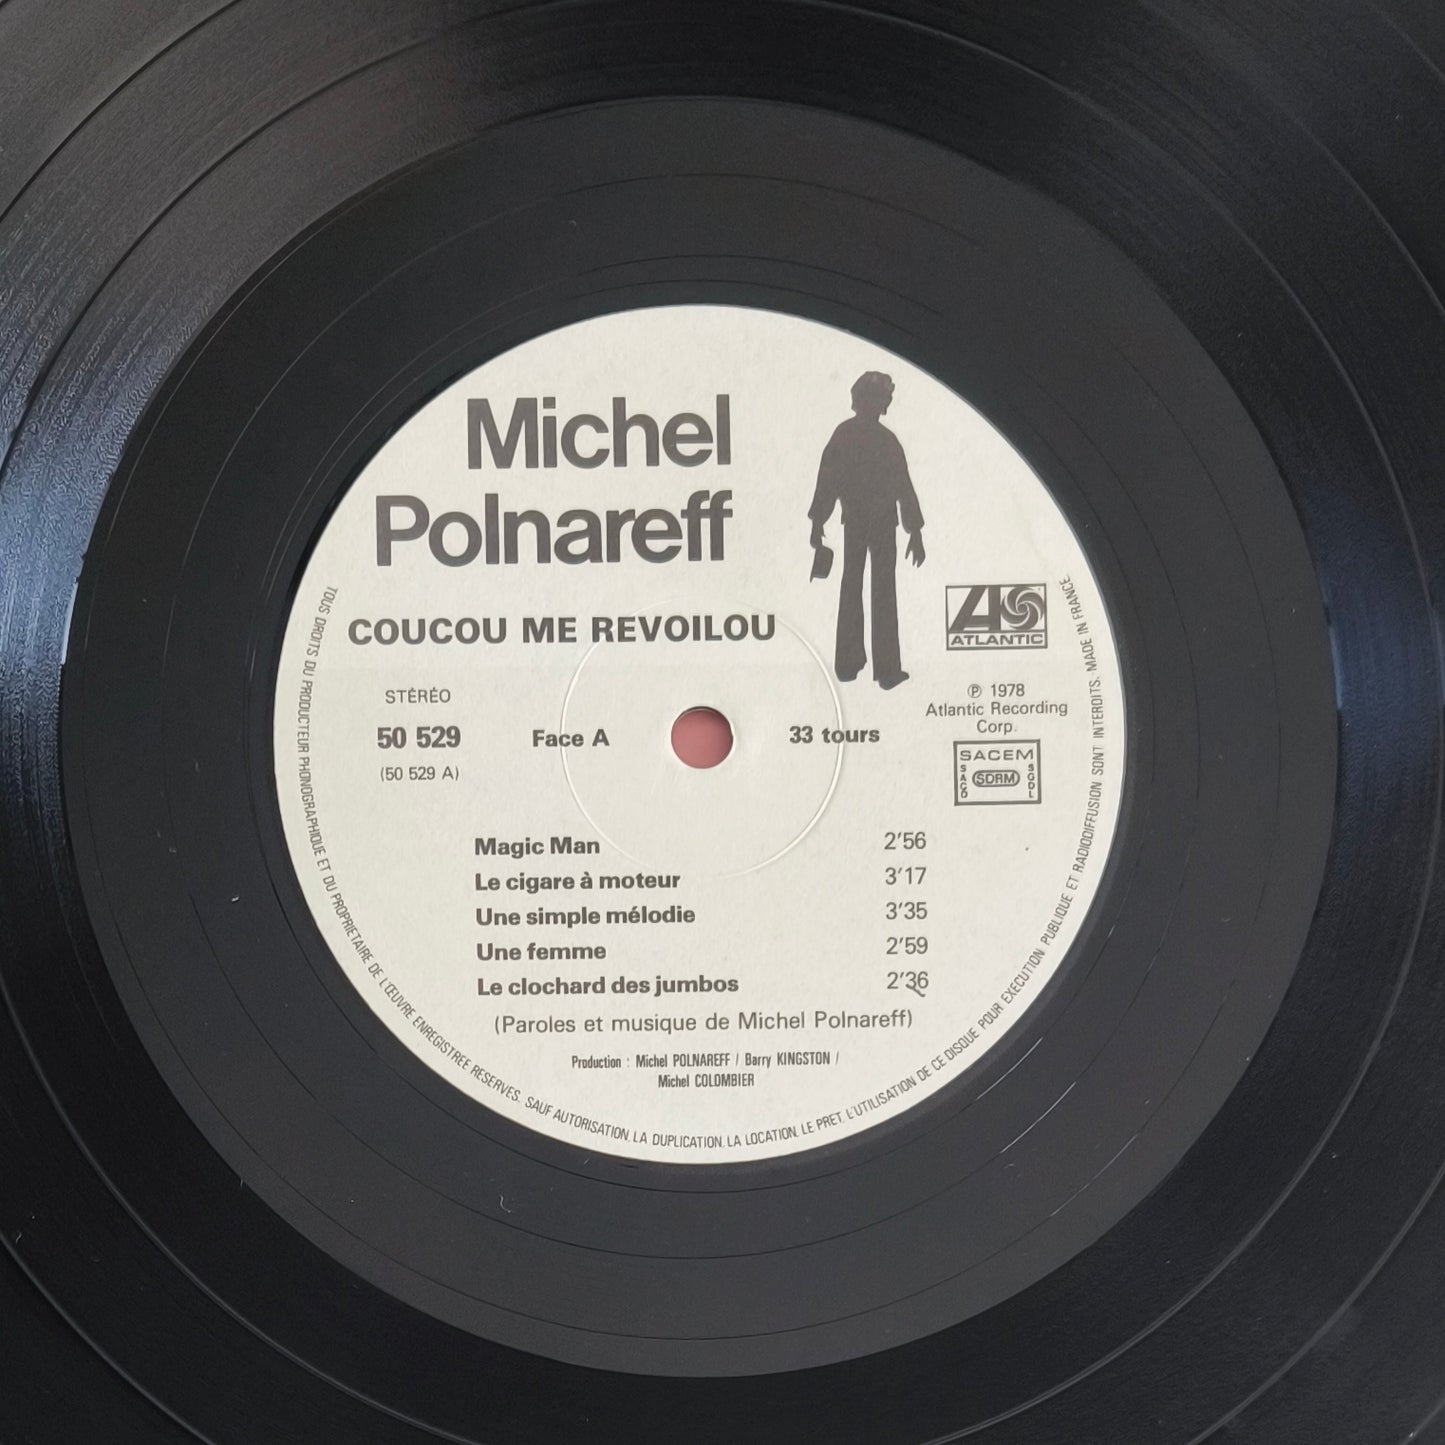 Michel
Polnareff
COUCOU ME REVOILOU
ATLANTIC
STÉRÉO
50 529
(50 529 A)
Face A
33 tours
℗ 1978
Atlantic Recording
Corp.
SACEM
SACD
SDRM
SGDL
Magic Man 2'56
Le cigare à moteur 3'17
Une simple mélodie 3'35
Une femme 2'59
Le clochard des jumbos 2'36
(Paroles et musique de Michel Polnareff)
Production : Michel POLNAREFF / Barry KINGSTON /
Michel COLOMBIER
TOUS DROITS DU PRODUCTEUR PHONOGRAPHIQUE ET DU PROPRIETAIRE DE L'ŒUVRE ENREGISTREE RESERVES. SAUF AUTORISATION, LA DUPLICATION, LA LOCATION, LE PRET, L'UTILISATION DE CE DISQUE POUR EXECUTION PUBLIQUE ET RADIODIFFUSION SONT INTERDITS. MADE IN FRANCE.